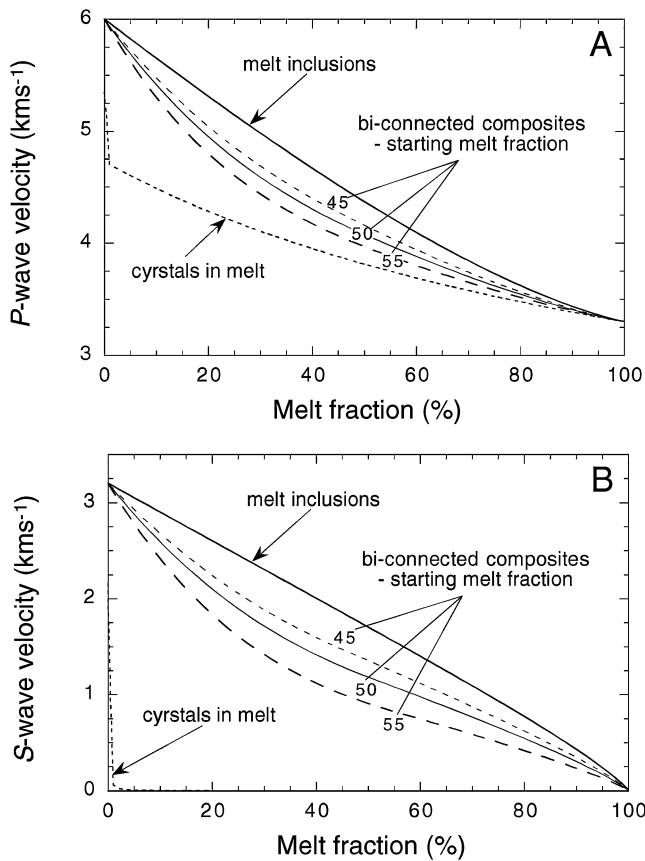 A
6
5
4
3
P-wave velocity (kms-1)
melt inclusions
bi-connected composites
- starting melt fraction
45
50
55
cyrstals in melt
0 20 40 60 80 100
Melt fraction (%)
B
3
2
1
0
S-wave velocity (kms-1)
melt inclusions
bi-connected composites
- starting melt fraction
45
50
55
cyrstals in melt
0 20 40 60 80 100
Melt fraction (%)